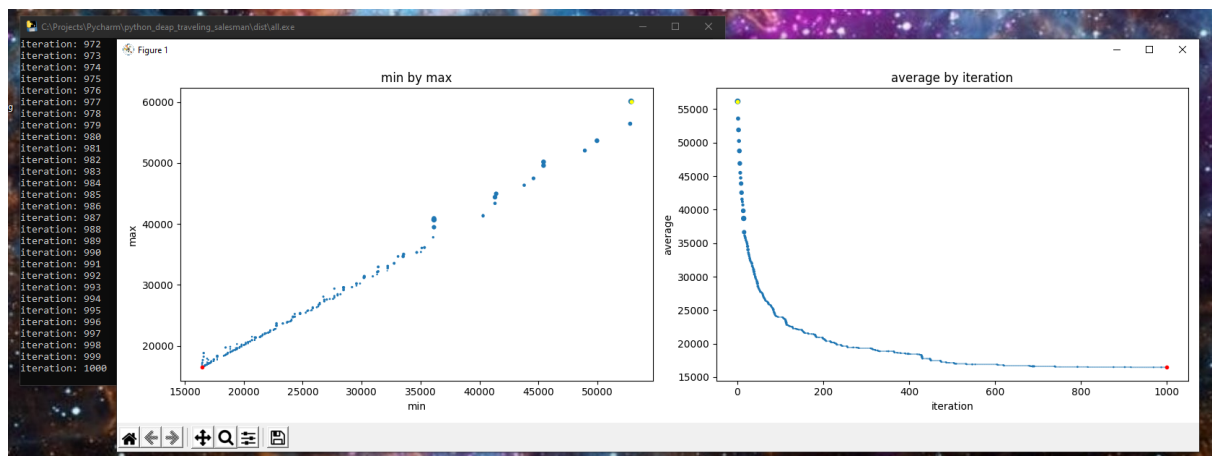 C:\Projects\Pycharm\python_deap_traveling_salesman\dist\all.exe
iteration: 972
iteration: 973
iteration: 974
iteration: 975
iteration: 976
iteration: 977
iteration: 978
iteration: 979
iteration: 980
iteration: 981
iteration: 982
iteration: 983
iteration: 984
iteration: 985
iteration: 986
iteration: 987
iteration: 988
iteration: 989
iteration: 990
iteration: 991
iteration: 992
iteration: 993
iteration: 994
iteration: 995
iteration: 996
iteration: 997
iteration: 998
iteration: 999
iteration: 1000
Figure 1
min by max
60000
50000
40000
30000
20000
max
15000 20000 25000 30000 35000 40000 45000 50000
min
average by iteration
55000
50000
45000
40000
35000
30000
25000
20000
15000
average
0 200 400 600 800 1000
iteration